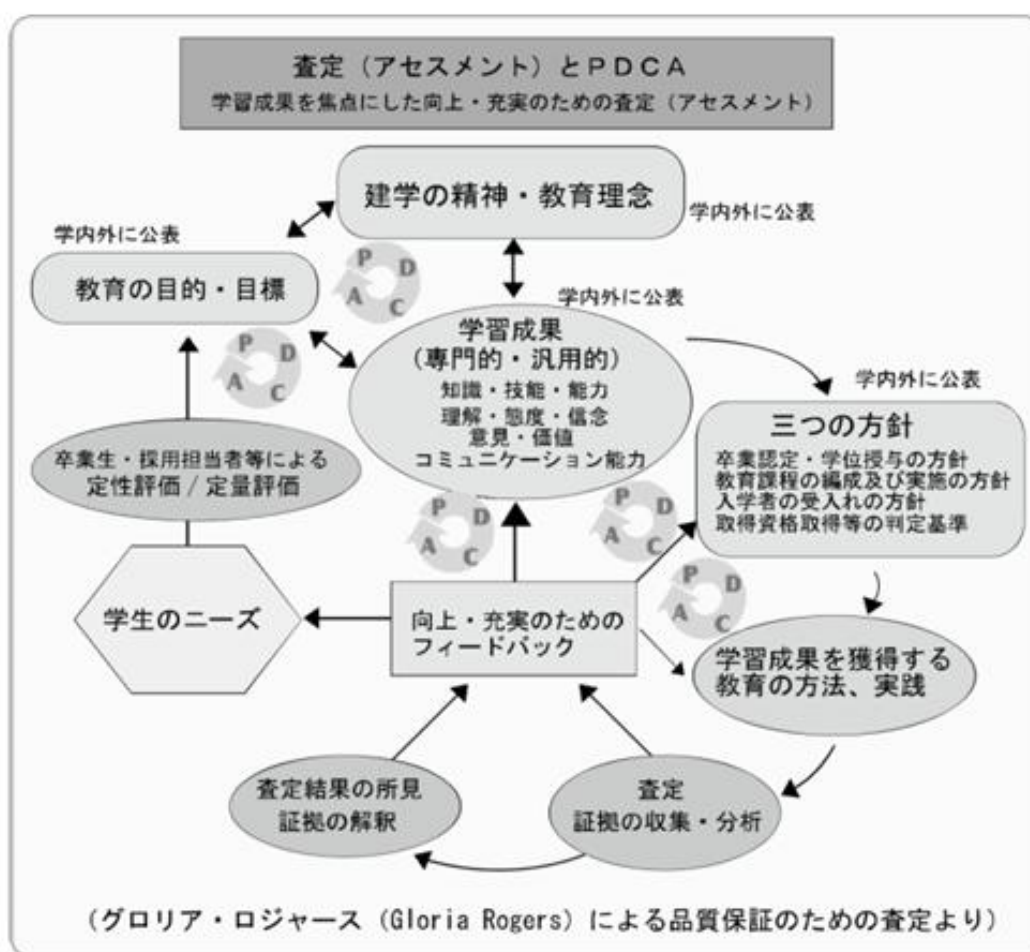 査定（アセスメント）とＰＤＣＡ
学習成果を焦点にした向上・充実のための査定（アセスメント）
建学の精神・教育理念
学内外に公表
学内外に公表
教育の目的・目標
P D C A
学内外に公表
P D C A
学習成果
（専門的・汎用的）
知識・技能・能力
理解・態度・信念
意見・価値
コミュニケーション能力
学内外に公表
三つの方針
卒業認定・学位授与の方針
教育課程の編成及び実施の方針
入学者の受入れの方針
取得資格取得等の判定基準
卒業生・採用担当者等による
定性評価 / 定量評価
P D C A
P D C A
P D C A
学生のニーズ
向上・充実のための
フィードバック
学習成果を獲得する
教育の方法、実践
査定結果の所見
証拠の解釈
査定
証拠の収集・分析
（グロリア・ロジャース（Gloria Rogers）による品質保証のための査定より）